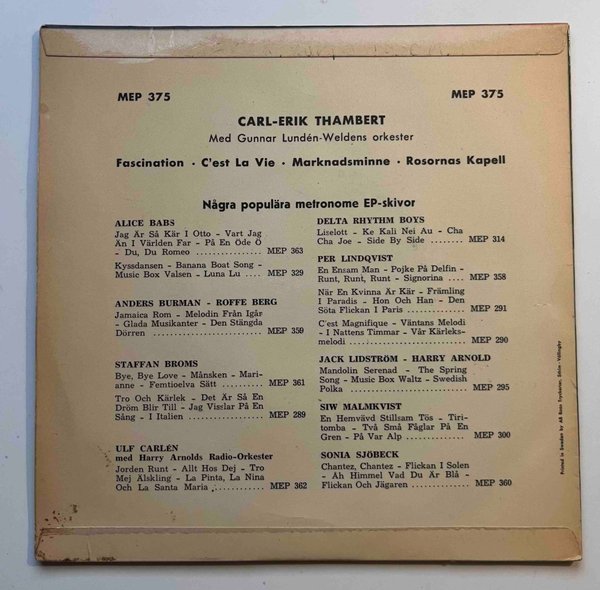 MEP 375
MEP 375
CARL-ERIK THAMBERT
Med Gunnar Lundén-Weldens orkester
Fascination · C'est La Vie · Marknadsminne · Rosornas Kapell
Några populära metronome EP-skivor
ALICE BABS
Jag Är Så Kär I Otto - Vart Jag
Än I Världen Far - På En Öde Ö
- Du, Du Romeo .............. MEP 363
Kyssdansen - Banana Boat Song -
Music Box Valsen - Luna Lu .... MEP 329
ANDERS BURMAN - ROFFE BERG
Jamaica Rom - Melodin Från Igår
- Glada Musikanter - Den Stängda
Dörren ...................... MEP 359
STAFFAN BROMS
Bye, Bye Love - Månsken - Mari-
anne - Femtioelva Sätt ......... MEP 361
Tro Och Kärlek - Det Är Så En
Dröm Blir Till - Jag Visslar På En
Sång - I Italien ............... MEP 289
ULF CARLÉN
med Harry Arnolds Radio-Orkester
Jorden Runt - Allt Hos Dej - Tro
Mej Älskling - La Pinta, La Nina
Och La Santa Maria ............ MEP 362
DELTA RHYTHM BOYS
Liselott - Ke Kali Nei Au - Cha
Cha Joe - Side By Side ........ MEP 314
PER LINDQVIST
En Ensam Man - Pojke På Delfin -
Runt, Runt, Runt - Signorina .... MEP 358
När En Kvinna Är Kär - Främling
I Paradis - Hon Och Han - Den
Söta Flickan I Paris ............ MEP 291
C'est Magnifique - Väntans Melodi
- I Nattens Timmar - Vår Kärleks-
melodi ........................ MEP 290
JACK LIDSTRÖM - HARRY ARNOLD
Mandolin Serenad - The Spring
Song - Music Box Waltz - Swedish
Polka ........................ MEP 295
SIW MALMKVIST
En Hemvävd Stillsam Tös - Tiri-
tomba - Två Små Fåglar På En
Gren - På Var Alp ............. MEP 300
SONIA SJÖBECK
Chantez, Chantez - Flickan I Solen
- Ah Himmel Vad Du Är Blå -
Flickan Och Jägaren ........... MEP 360
Printed in Sweden by AB